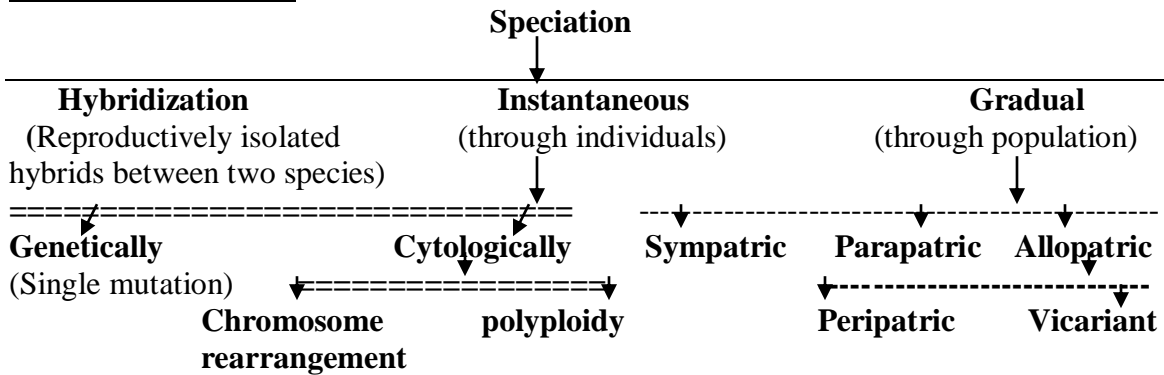 Speciation
Hybridization Instantaneous Gradual
(Reproductively isolated (through individuals) (through population)
hybrids between two species)
Genetically Cytologically Sympatric Parapatric Allopatric
(Single mutation)
Chromosome polyploidy Peripatric Vicariant
rearrangement